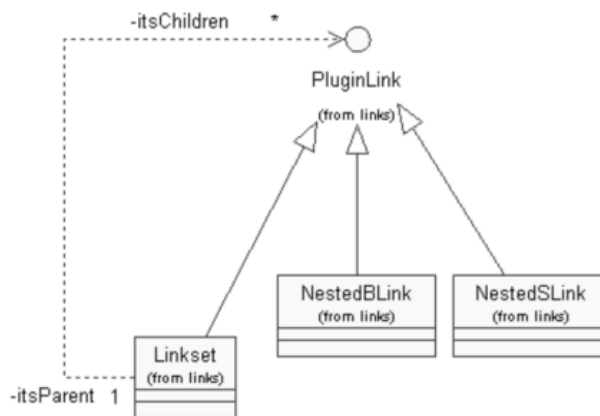 -itsChildren *
PluginLink
(from links)
NestedBLink
(from links)
NestedSLink
(from links)
Linkset
(from links)
-itsParent 1